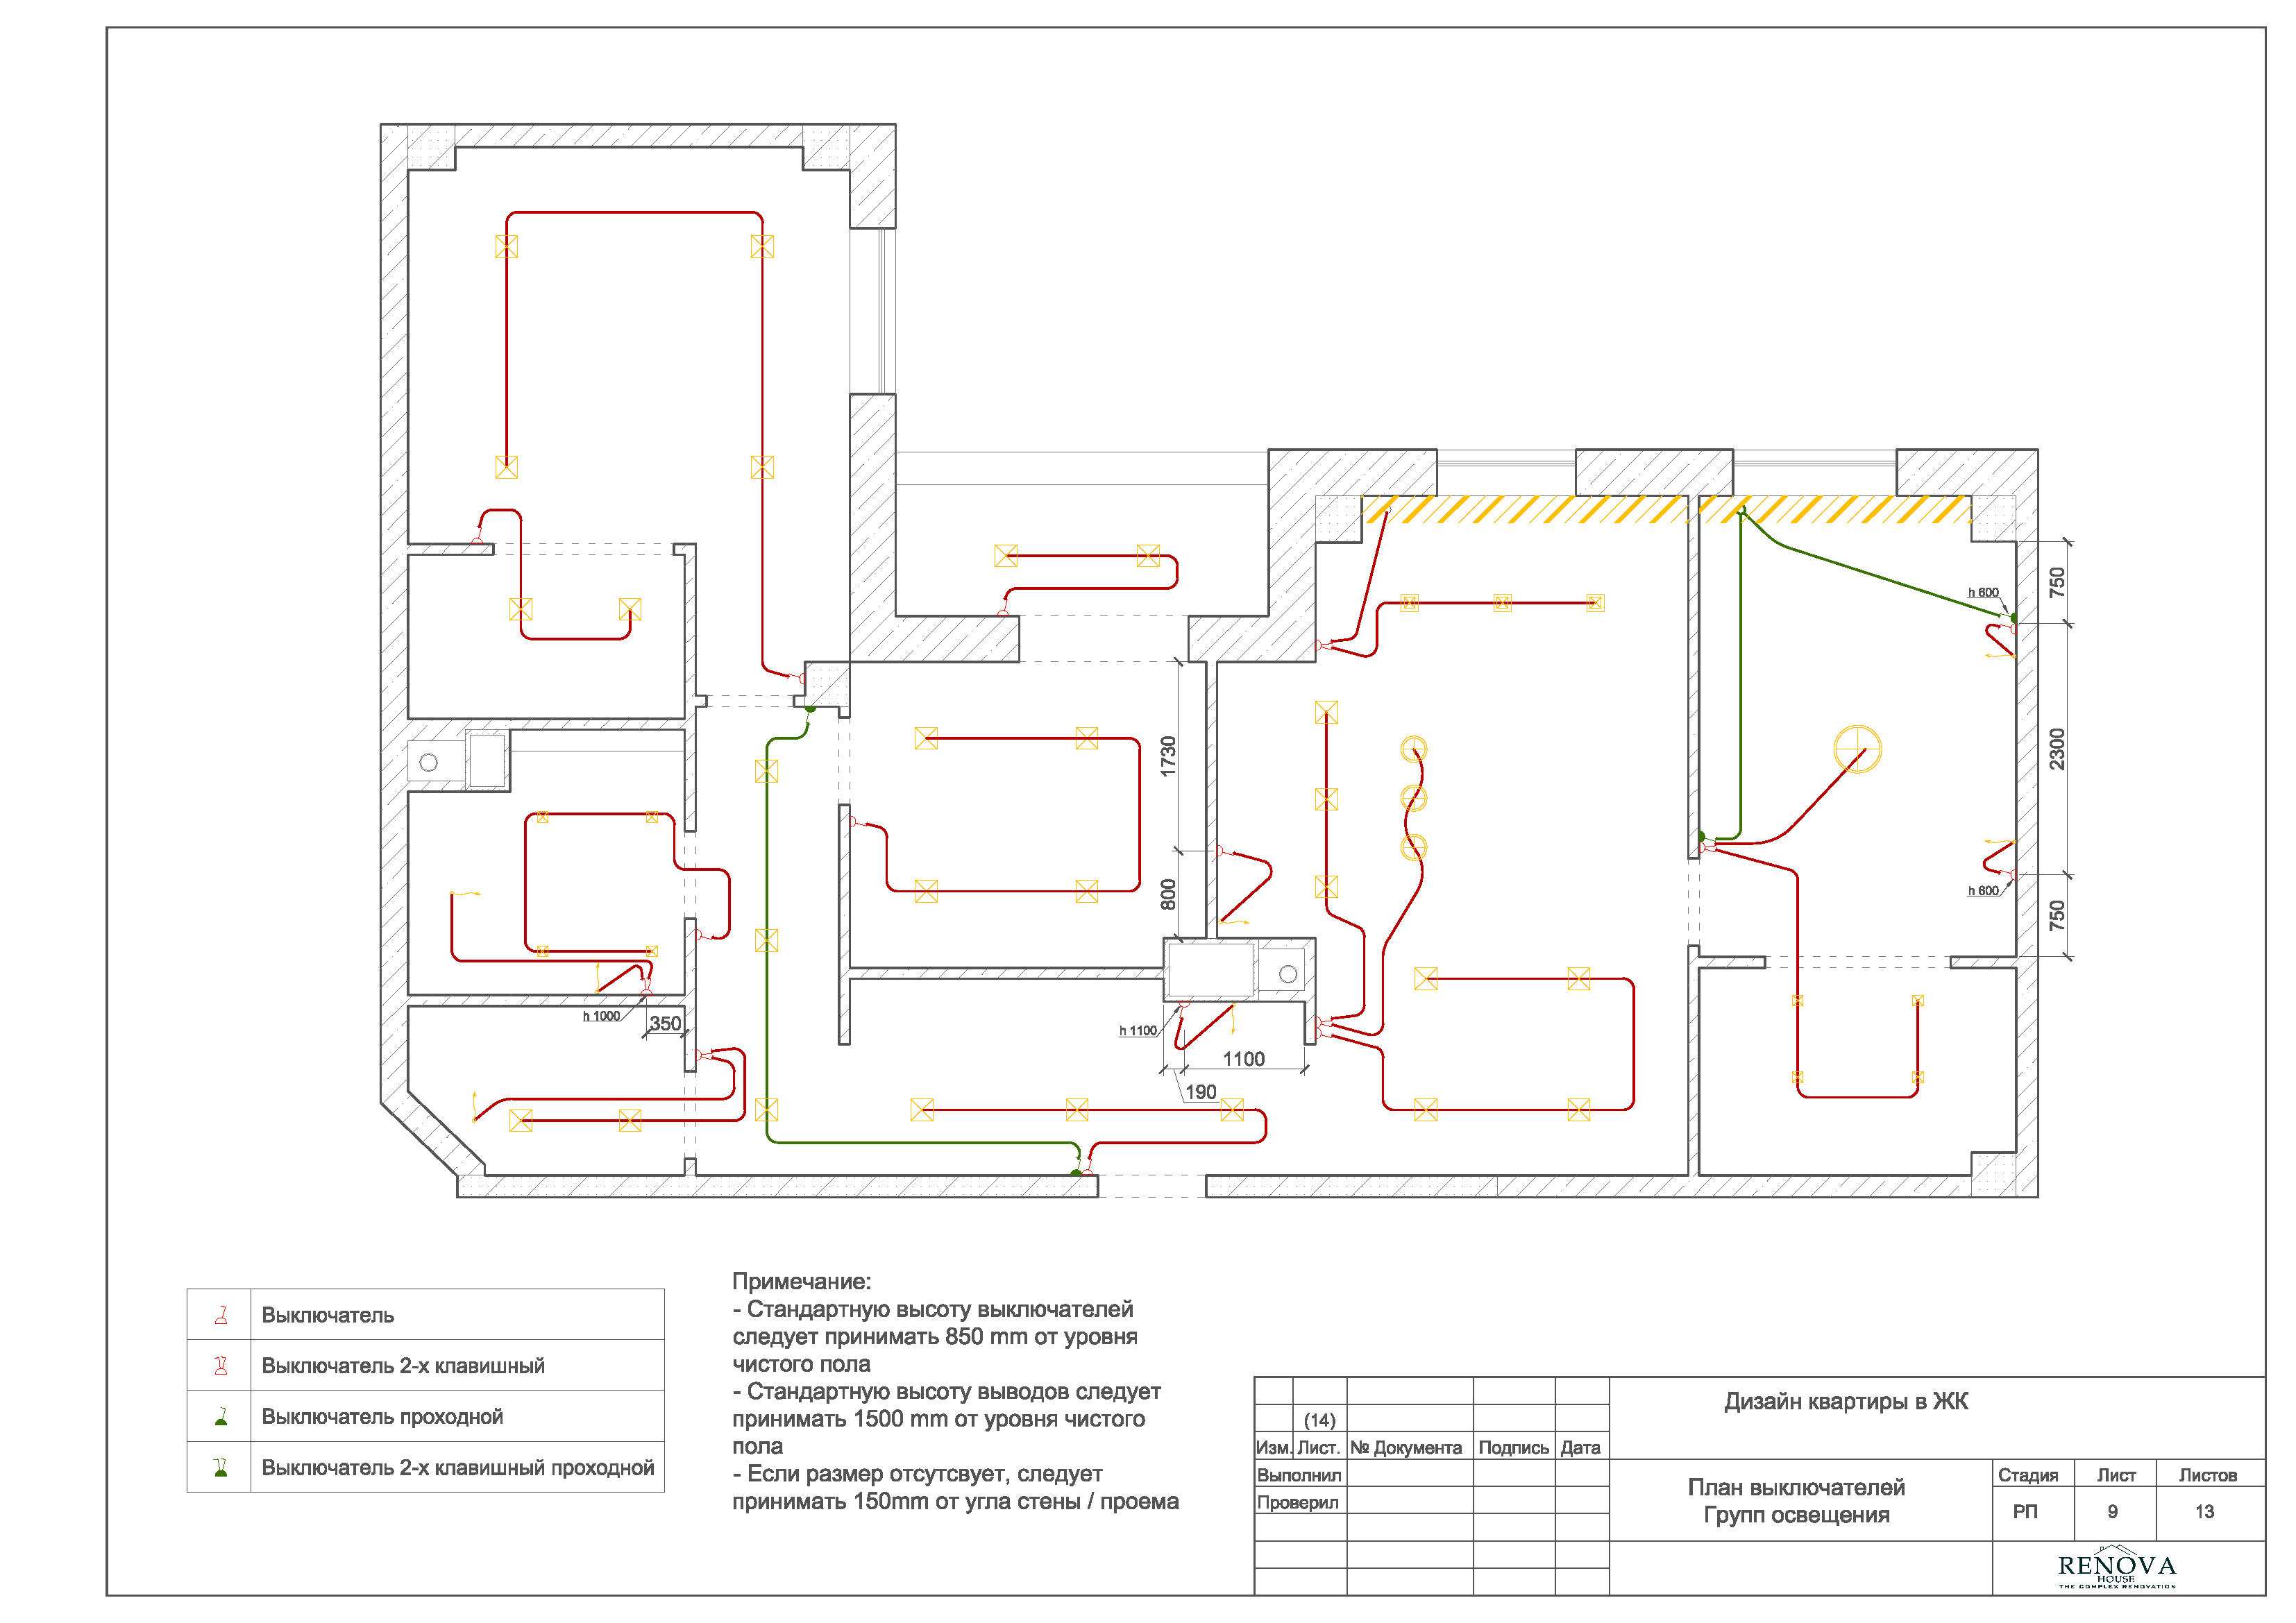 750
h 600
2300
h 600
750
1730
800
h 1000
350
h 1100
1100
190
Выключатель
Выключатель 2-х клавишный
Выключатель проходной
Выключатель 2-х клавишный проходной
Примечание:
- Стандартную высоту выключателей
следует принимать 850 mm от уровня
чистого пола
- Стандартную высоту выводов следует
принимать 1500 mm от уровня чистого
пола
- Если размер отсутсвует, следует
принимать 150mm от угла стены / проема
(14)
Изм. Лист. № Документа Подпись Дата
Выполнил
Проверил
Дизайн квартиры в ЖК
План выключателей
Групп освещения
Стадия Лист Листов
РП 9 13
RENOVA
HOUSE
THE COMPLEX RENOVATION